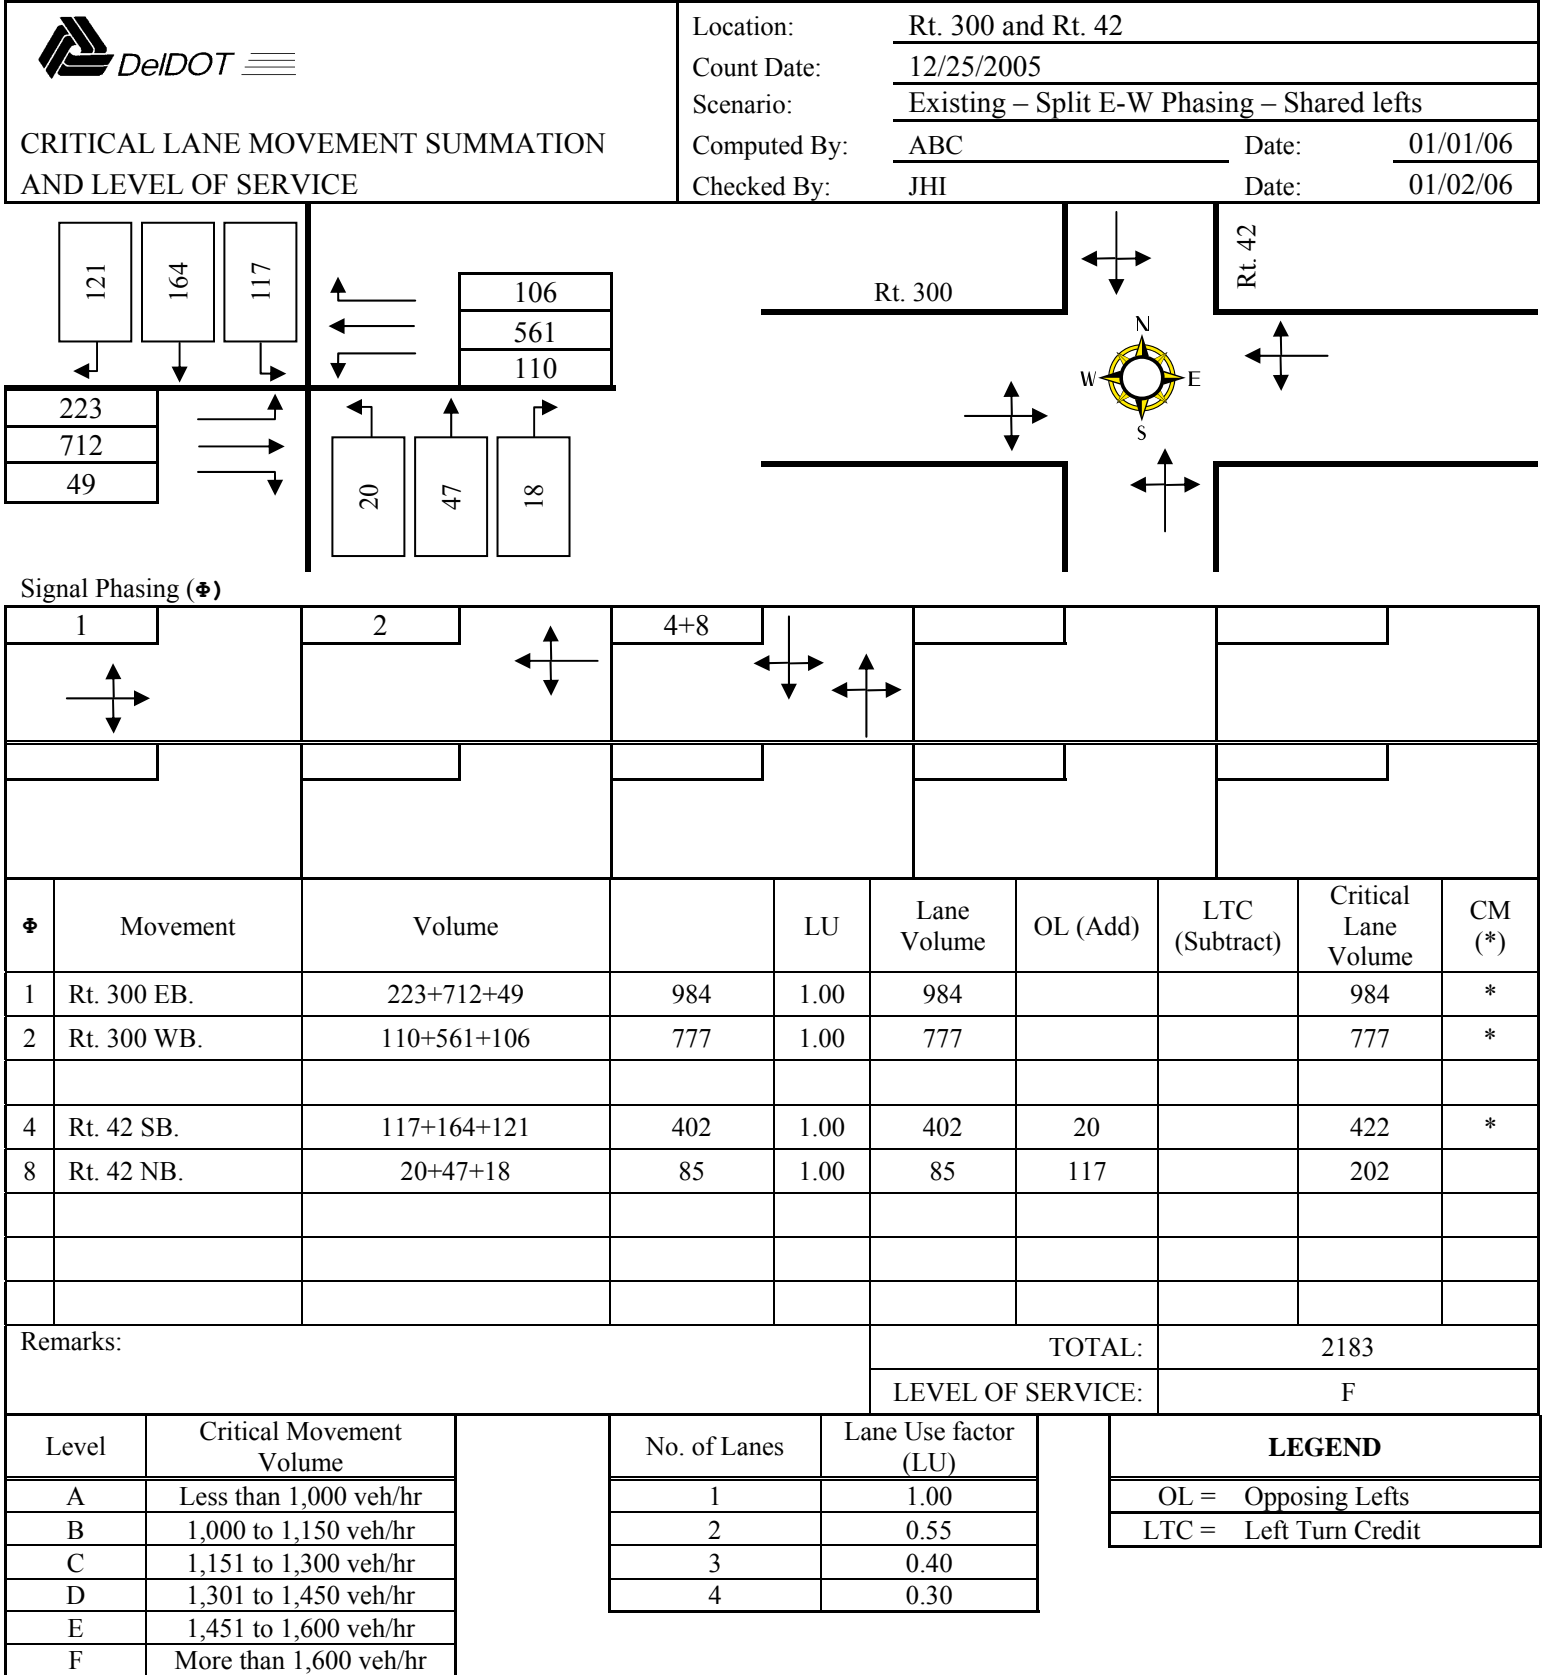 DelDOT
CRITICAL LANE MOVEMENT SUMMATION
AND LEVEL OF SERVICE
Location: Rt. 300 and Rt. 42
Count Date: 12/25/2005
Scenario: Existing – Split E-W Phasing – Shared lefts
Computed By: ABC Date: 01/01/06
Checked By: JHI Date: 01/02/06
121 164 117
106
561
110
223
712
49
20 47 18
Rt. 300
Rt. 42
N
W E
S
Signal Phasing (Φ)
1 2 4+8
Φ Movement Volume LU Lane Volume OL (Add) LTC (Subtract) Critical Lane Volume CM (*)
1 Rt. 300 EB. 223+712+49 984 1.00 984 984 *
2 Rt. 300 WB. 110+561+106 777 1.00 777 777 *
4 Rt. 42 SB. 117+164+121 402 1.00 402 20 422 *
8 Rt. 42 NB. 20+47+18 85 1.00 85 117 202
Remarks:
TOTAL: 2183
LEVEL OF SERVICE: F
Level Critical Movement Volume
A Less than 1,000 veh/hr
B 1,000 to 1,150 veh/hr
C 1,151 to 1,300 veh/hr
D 1,301 to 1,450 veh/hr
E 1,451 to 1,600 veh/hr
F More than 1,600 veh/hr
No. of Lanes Lane Use factor (LU)
1 1.00
2 0.55
3 0.40
4 0.30
LEGEND
OL = Opposing Lefts
LTC = Left Turn Credit